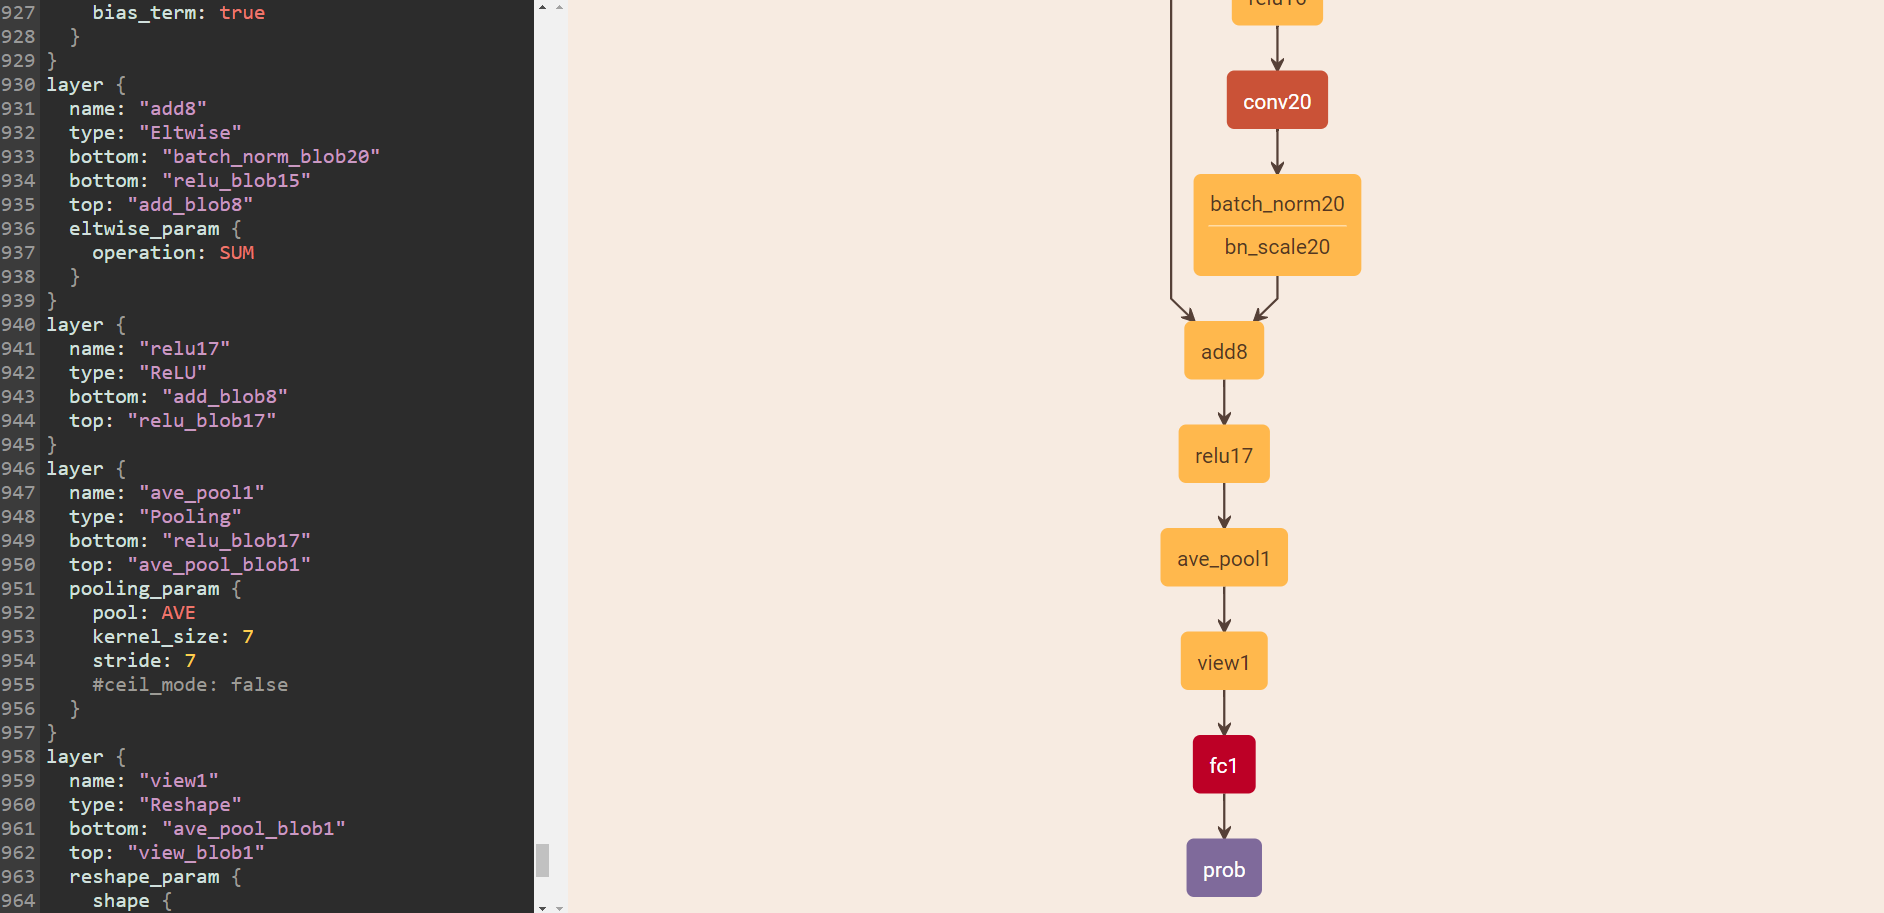 927 bias_term: true
928 }
929 }
930 layer {
931 name: "add8"
932 type: "Eltwise"
933 bottom: "batch_norm_blob20"
934 bottom: "relu_blob15"
935 top: "add_blob8"
936 eltwise_param {
937 operation: SUM
938 }
939 }
940 layer {
941 name: "relu17"
942 type: "ReLU"
943 bottom: "add_blob8"
944 top: "relu_blob17"
945 }
946 layer {
947 name: "ave_pool1"
948 type: "Pooling"
949 bottom: "relu_blob17"
950 top: "ave_pool_blob1"
951 pooling_param {
952 pool: AVE
953 kernel_size: 7
954 stride: 7
955 #ceil_mode: false
956 }
957 }
958 layer {
959 name: "view1"
960 type: "Reshape"
961 bottom: "ave_pool_blob1"
962 top: "view_blob1"
963 reshape_param {
964 shape {
conv20
batch_norm20
bn_scale20
add8
relu17
ave_pool1
view1
fc1
prob